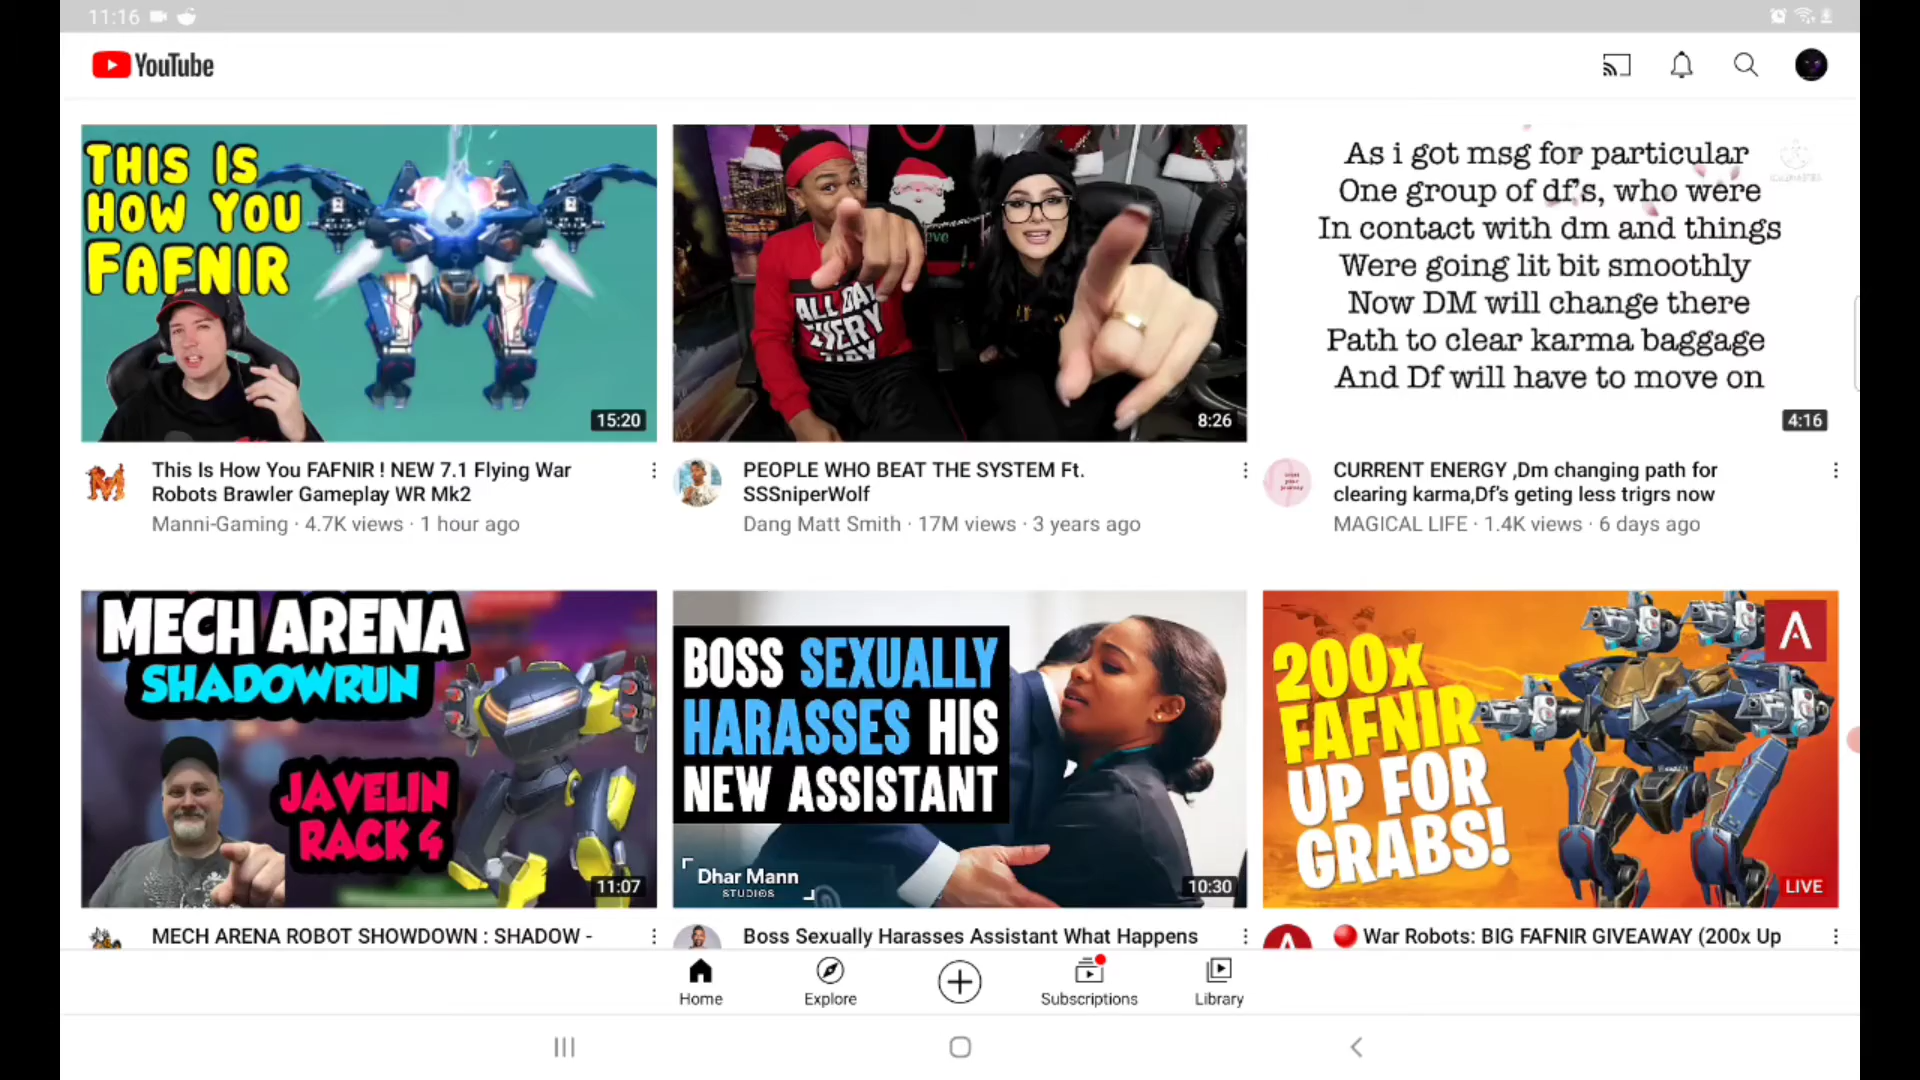 11:16
YouTube
THIS IS
HOW YOU
FAFNIR
15:20
This Is How You FAFNIR ! NEW 7.1 Flying War
Robots Brawler Gameplay WR Mk2
Manni-Gaming · 4.7K views · 1 hour ago
ALL DAY
EVERY
DAY
8:26
PEOPLE WHO BEAT THE SYSTEM Ft.
SSSniperWolf
Dang Matt Smith · 17M views · 3 years ago
As i got msg for particular
One group of df's, who were
In contact with dm and things
Were going lit bit smoothly
Now DM will change there
Path to clear karma baggage
And Df will have to move on
4:16
CURRENT ENERGY ,Dm changing path for
clearing karma,Df's geting less trigrs now
MAGICAL LIFE · 1.4K views · 6 days ago
MECH ARENA
SHADOWRUN
JAVELIN
RACK 4
11:07
MECH ARENA ROBOT SHOWDOWN : SHADOW -
BOSS SEXUALLY
HARASSES HIS
NEW ASSISTANT
Dhar Mann
STUDIOS
10:30
Boss Sexually Harasses Assistant What Happens
200x
FAFNIR
UP FOR
GRABS!
LIVE
War Robots: BIG FAFNIR GIVEAWAY (200x Up
Home
Explore
Subscriptions
Library